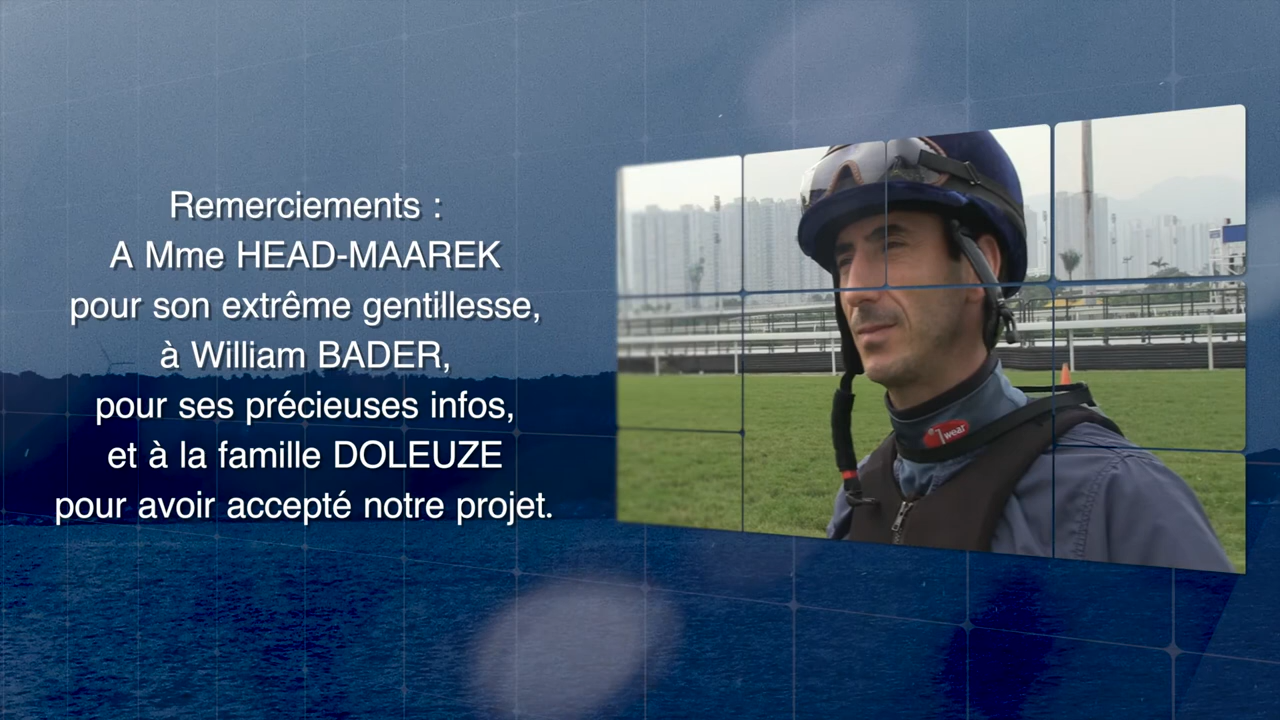 Remerciements :
A Mme HEAD-MAAREK
pour son extrême gentillesse,
à William BADER,
pour ses précieuses infos,
et à la famille DOLEUZE
pour avoir accepté notre projet.
wear